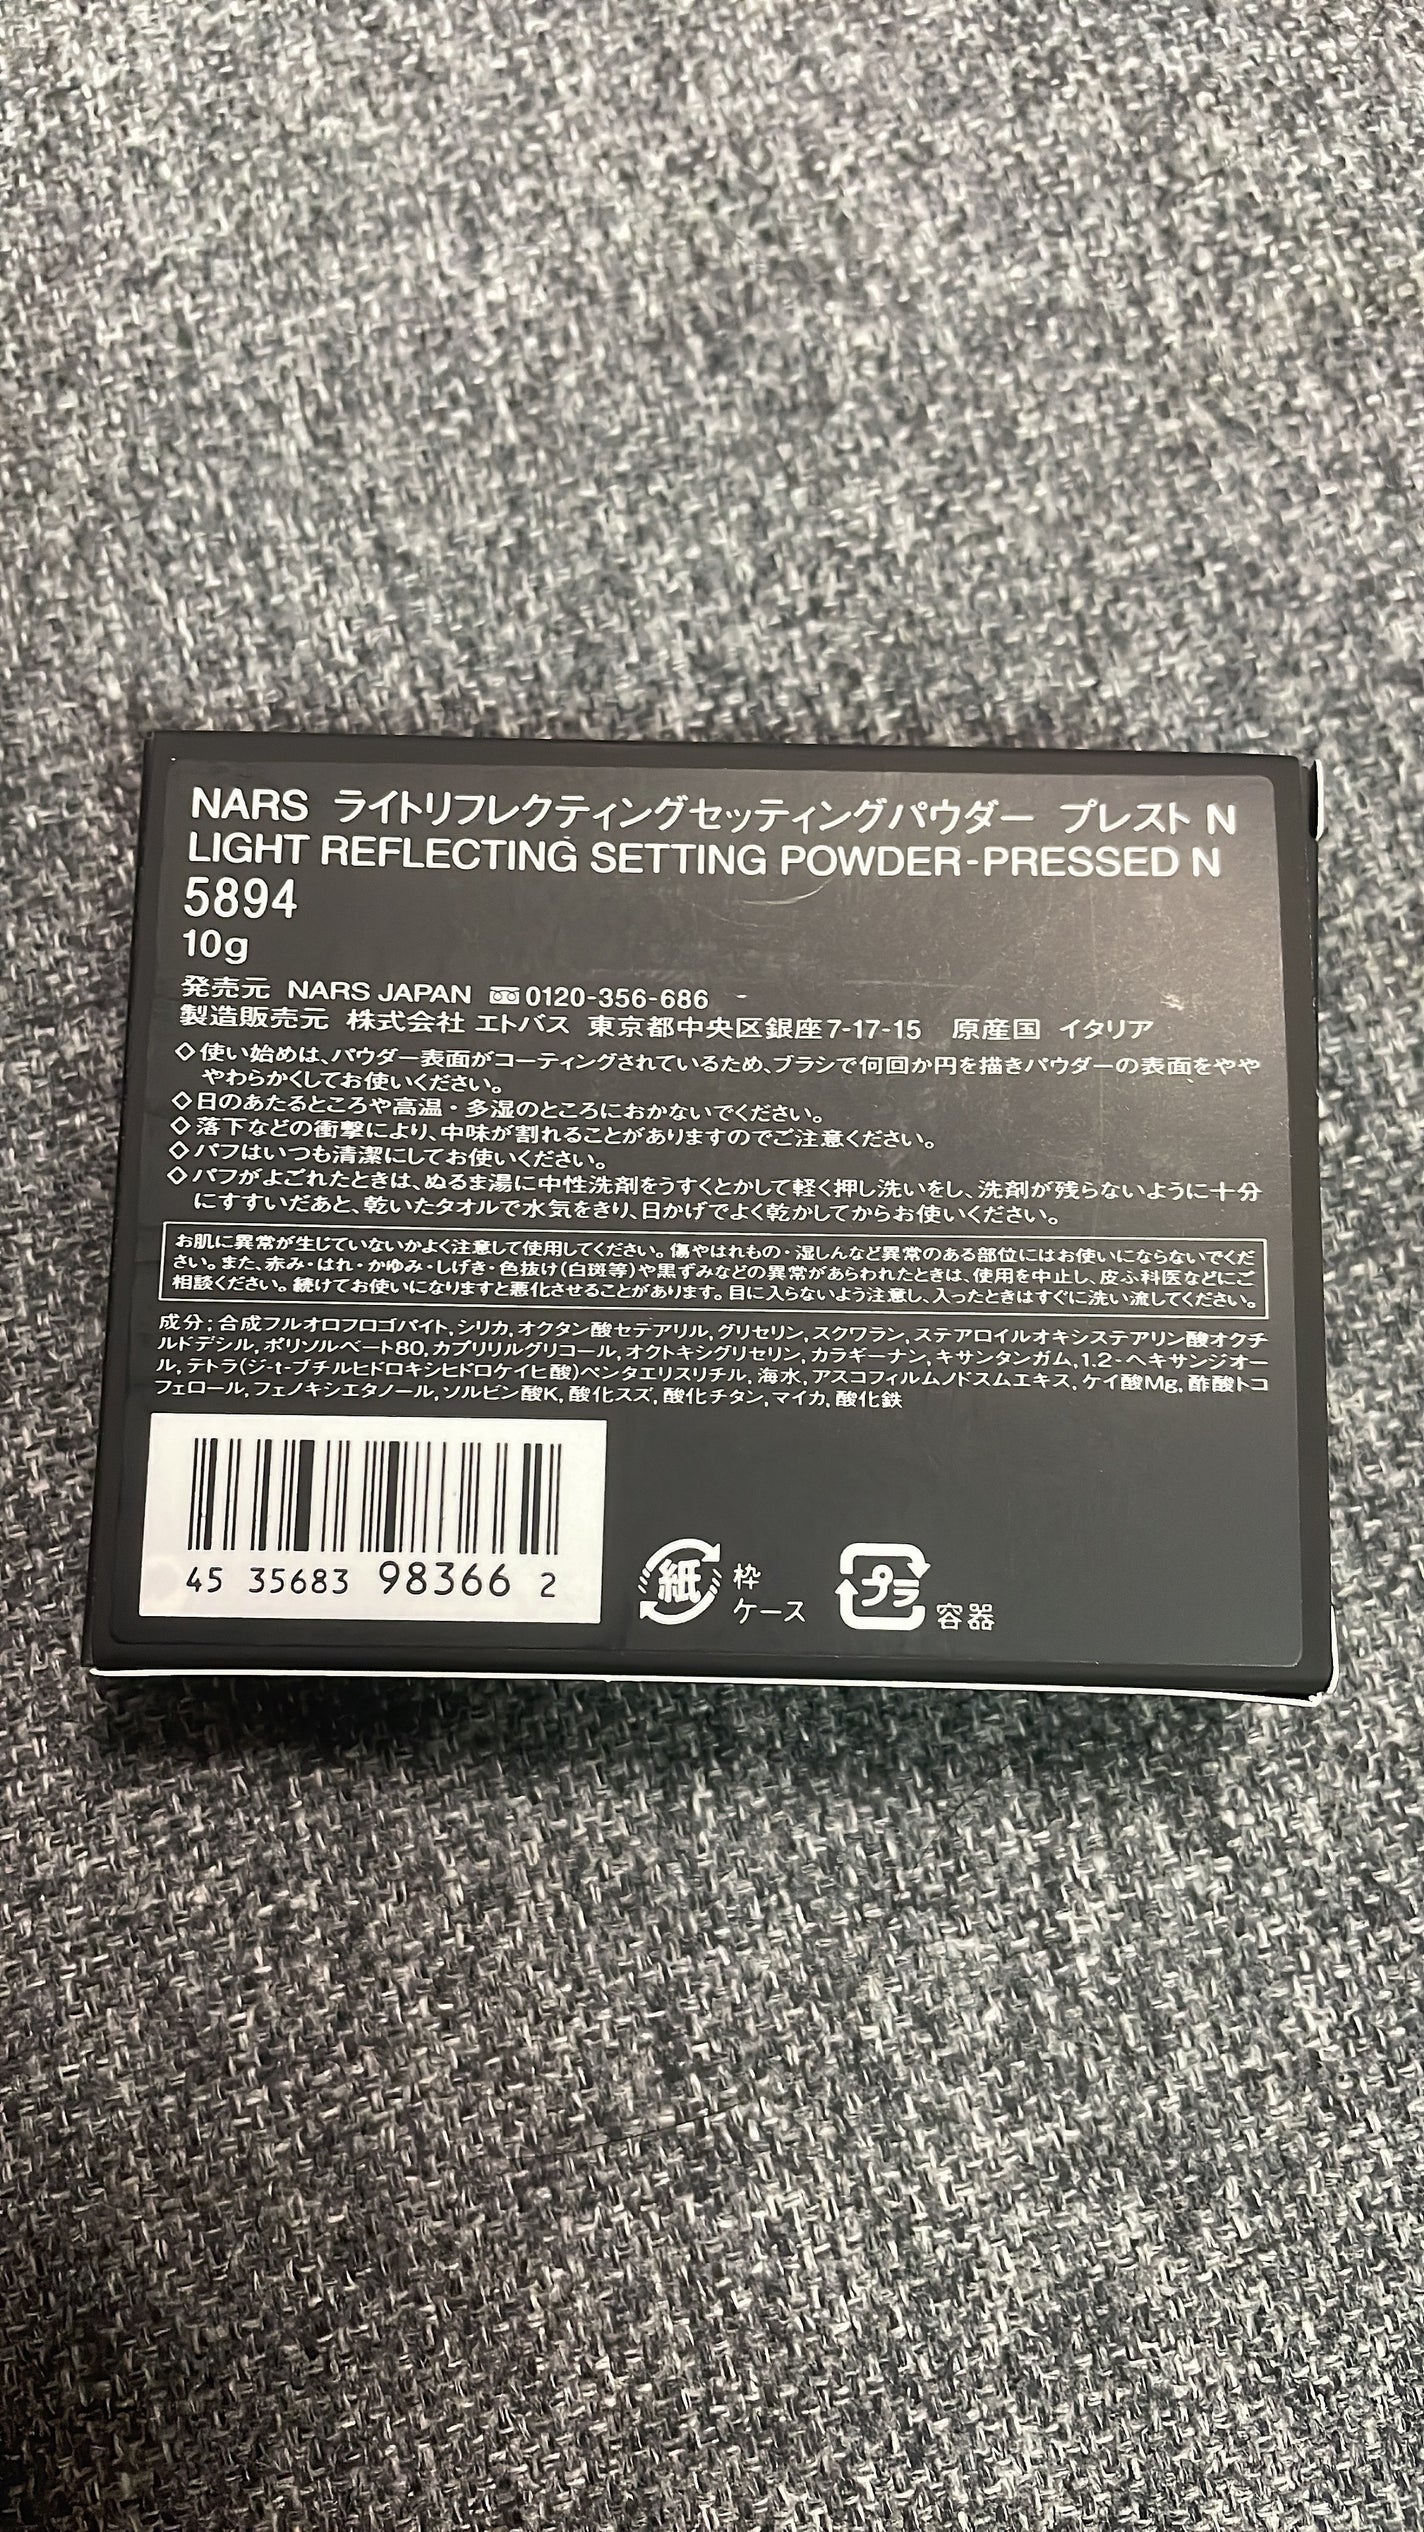 NARS ライトリフレクティングセッティングパウダー プレスト N
LIGHT REFLECTING SETTING POWDER-PRESSED N
5894
10g
発売元 NARS JAPAN 0120-356-686
製造販売元 株式会社 エトバス 東京都中央区銀座7-17-15 原産国 イタリア
◇使い始めは、パウダー表面がコーティングされているため、ブラシで何回か円を描きパウダーの表面をやや
やわらかくしてお使いください。
◇日のあたるところや高温・多湿のところにおかないでください。
◇落下などの衝撃により、中味が割れることがありますのでご注意ください。
◇パフはいつも清潔にしてお使いください。
◇パフがよごれたときは、ぬるま湯に中性洗剤をうすくとかして軽く押し洗いをし、洗剤が残らないように十分
にすすいだあと、乾いたタオルで水気をきり、日かげでよく乾かしてからお使いください。
お肌に異常が生じていないかよく注意して使用してください。傷やはれもの・湿しんなど異常のある部位にはお使いにならないでくだ
さい。また、赤み・はれ・かゆみ・しげき・色抜け(白斑等)や黒ずみなどの異常があらわれたときは、使用を中止し、皮ふ科医などにご
相談ください。続けてお使いになりますと悪化させることがあります。目に入らないよう注意し、入ったときはすぐに洗い流してください。
成分:合成フルオロフロゴパイト,シリカ,オクタン酸セテアリル,グリセリン,スクワラン,ステアロイルオキシステアリン酸オクチ
ルドデシル,ポリソルベート80,カプリリルグリコール,オクトキシグリセリン,カラギーナン,キサンタンガム,1.2-ヘキサンジオー
ル,テトラ(ジ-t-ブチルヒドロキシヒドロケイヒ酸)ペンタエリスリチル,海水,アスコフィルムノドスムエキス,ケイ酸Mg,酢酸トコ
フェロール,フェノキシエタノール,ソルビン酸K,酸化スズ,酸化チタン,マイカ,酸化鉄
45 35683 98366 2
紙 枠
ケース
プラ 容器